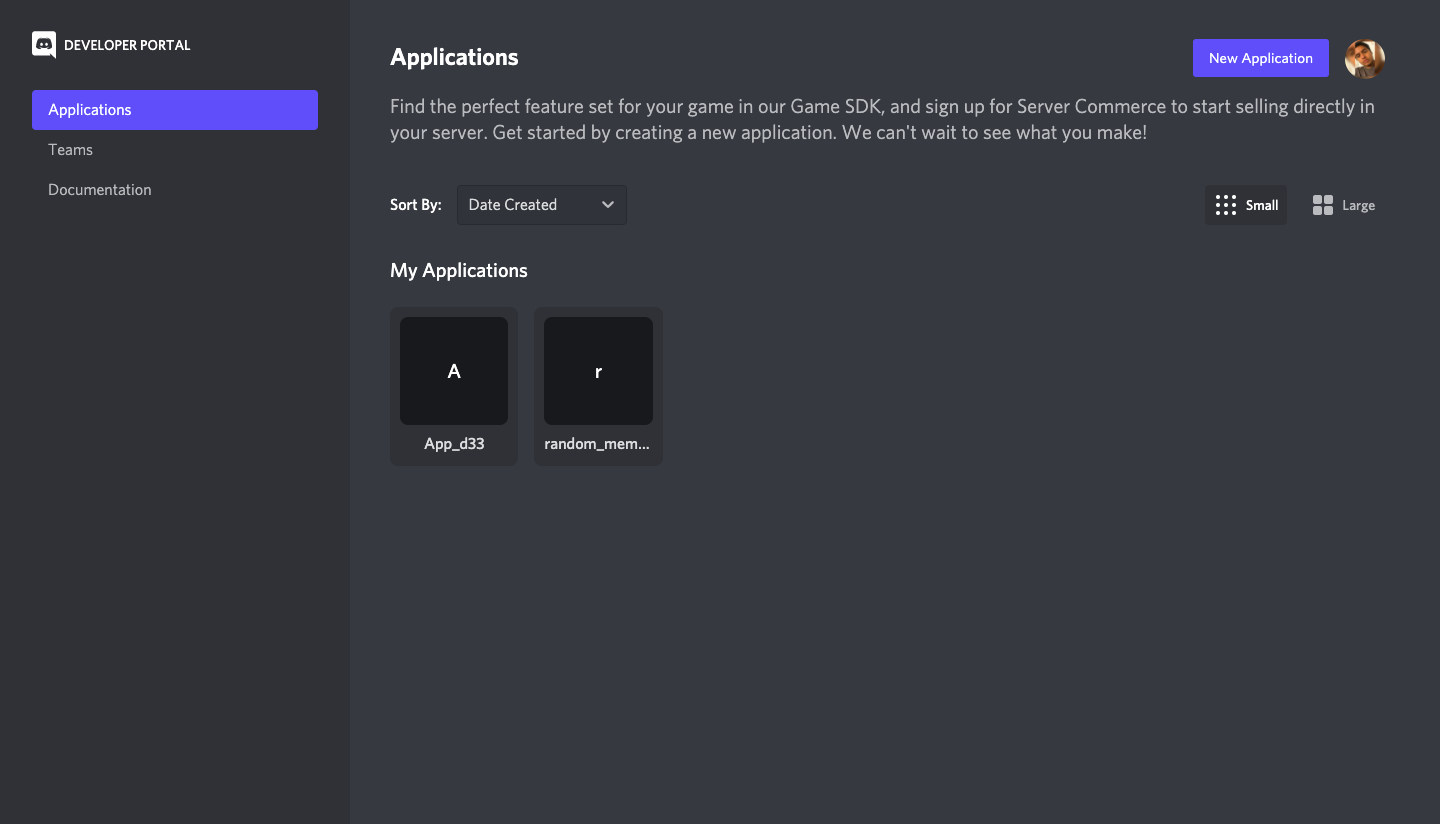 DEVELOPER PORTAL
Applications
Teams
Documentation
Applications
New Application
Find the perfect feature set for your game in our Game SDK, and sign up for Server Commerce to start selling directly in
your server. Get started by creating a new application. We can't wait to see what you make!
Sort By: Date Created
Small Large
My Applications
A r
App_d33 random_mem...